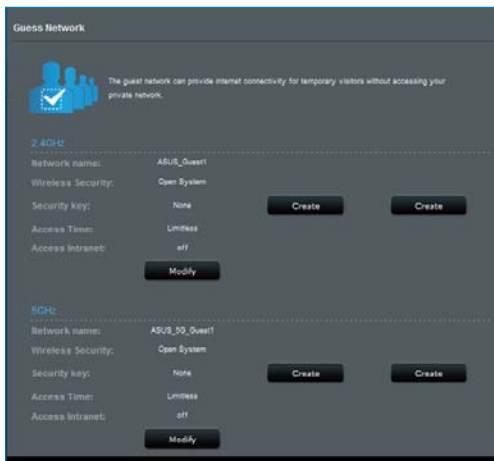 Guess Network
The guest network can provide internet connectivity for temporary visitors without accessing your
private network.
2.4GHz
Network name: ASUS_Guest1
Wireless Security: Open System
Security key: None Create Create
Access Time: Limitless
Access Intranet: off
Modify
5GHz
Network name: ASUS_5G_Guest1
Wireless Security: Open System
Security key: None Create Create
Access Time: Limitless
Access Intranet: off
Modify